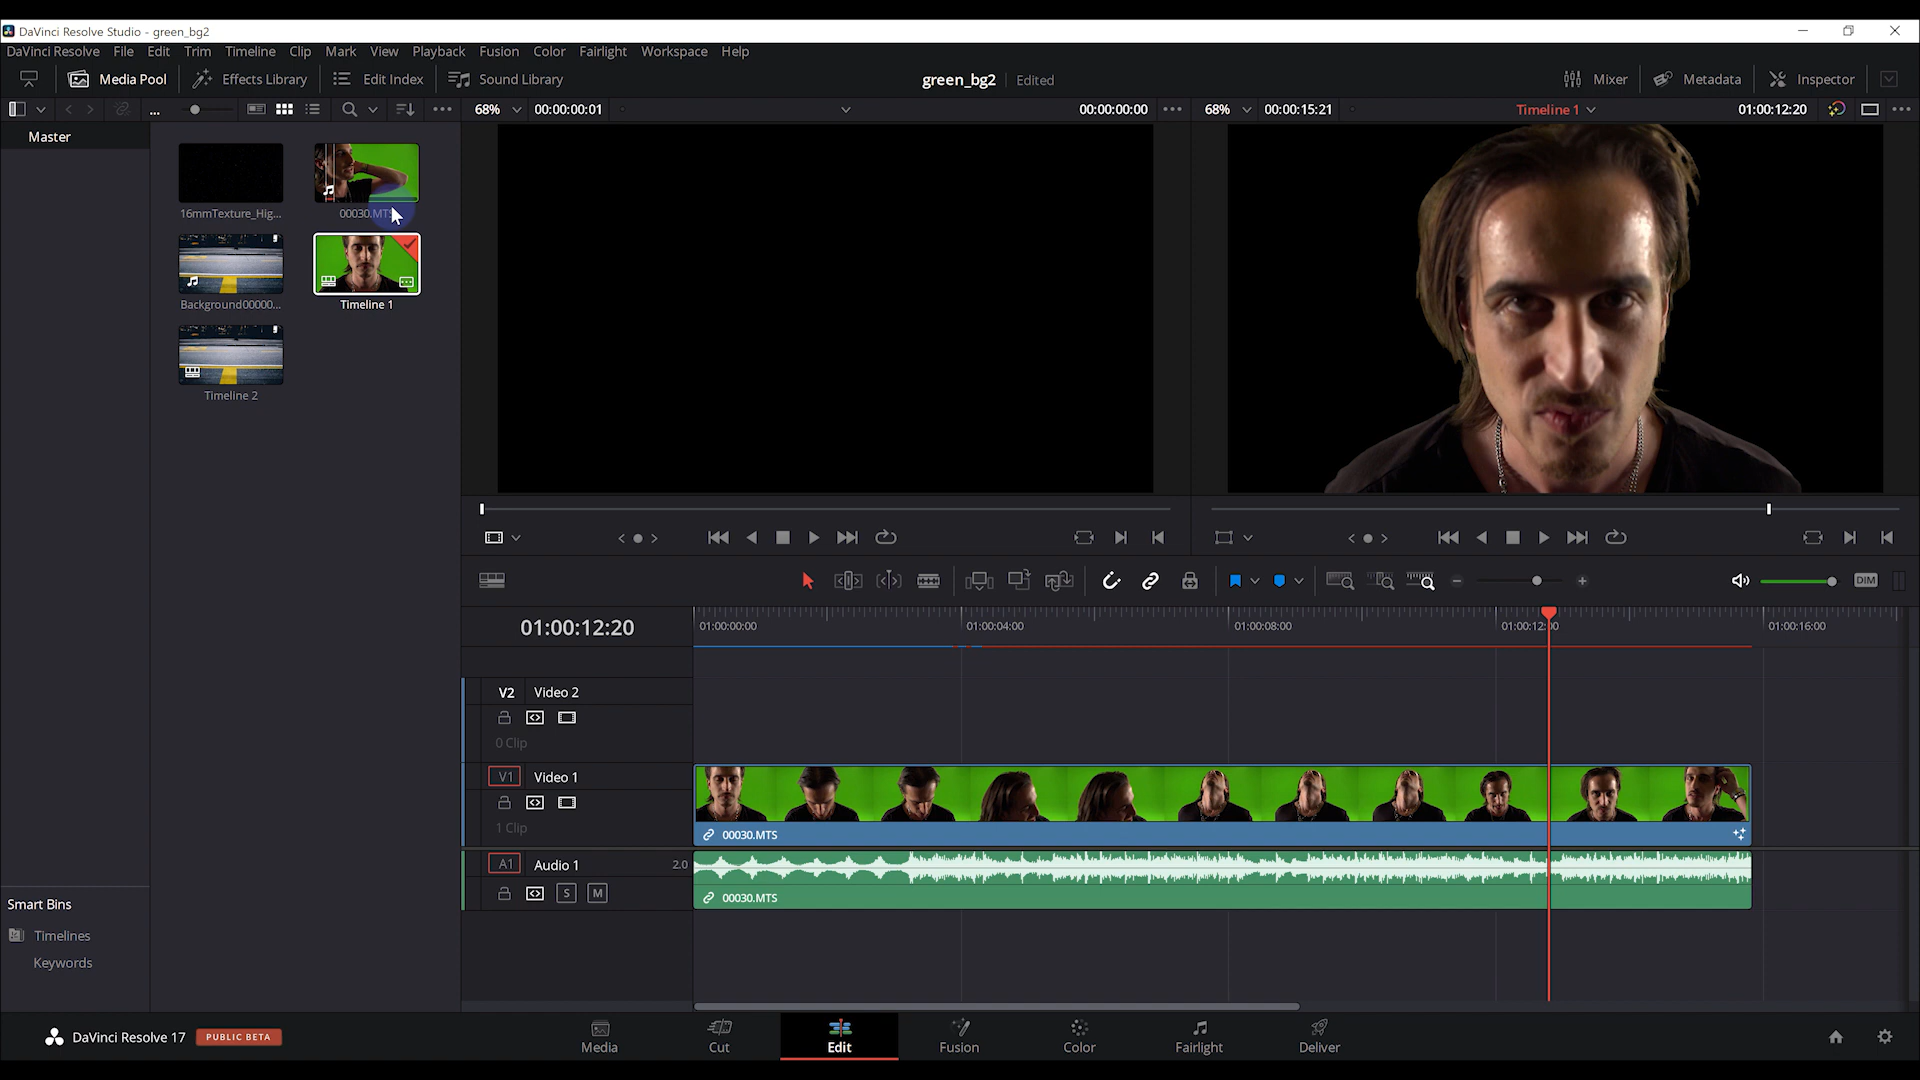 DaVinci Resolve Studio - green_bg2
DaVinci Resolve File Edit Trim Timeline Clip Mark View Playback Fusion Color Fairlight Workspace Help
Media Pool Effects Library Edit Index Sound Library green_bg2 Edited Mixer Metadata Inspector
... 68% 00:00:00:01 00:00:00:00 68% 00:00:15:21 Timeline 1 01:00:12:20
Master
16mmTexture_Hig... 00030.MTS
Background00000... Timeline 1
Timeline 2
DIM
01:00:12:20 01:00:00:00 01:00:04:00 01:00:08:00 01:00:12:00 01:00:16:00
V2 Video 2
0 Clip
V1 Video 1
1 Clip
00030.MTS
A1 Audio 1 2.0
S M
00030.MTS
Smart Bins
Timelines
Keywords
DaVinci Resolve 17 PUBLIC BETA
Media Cut Edit Fusion Color Fairlight Deliver